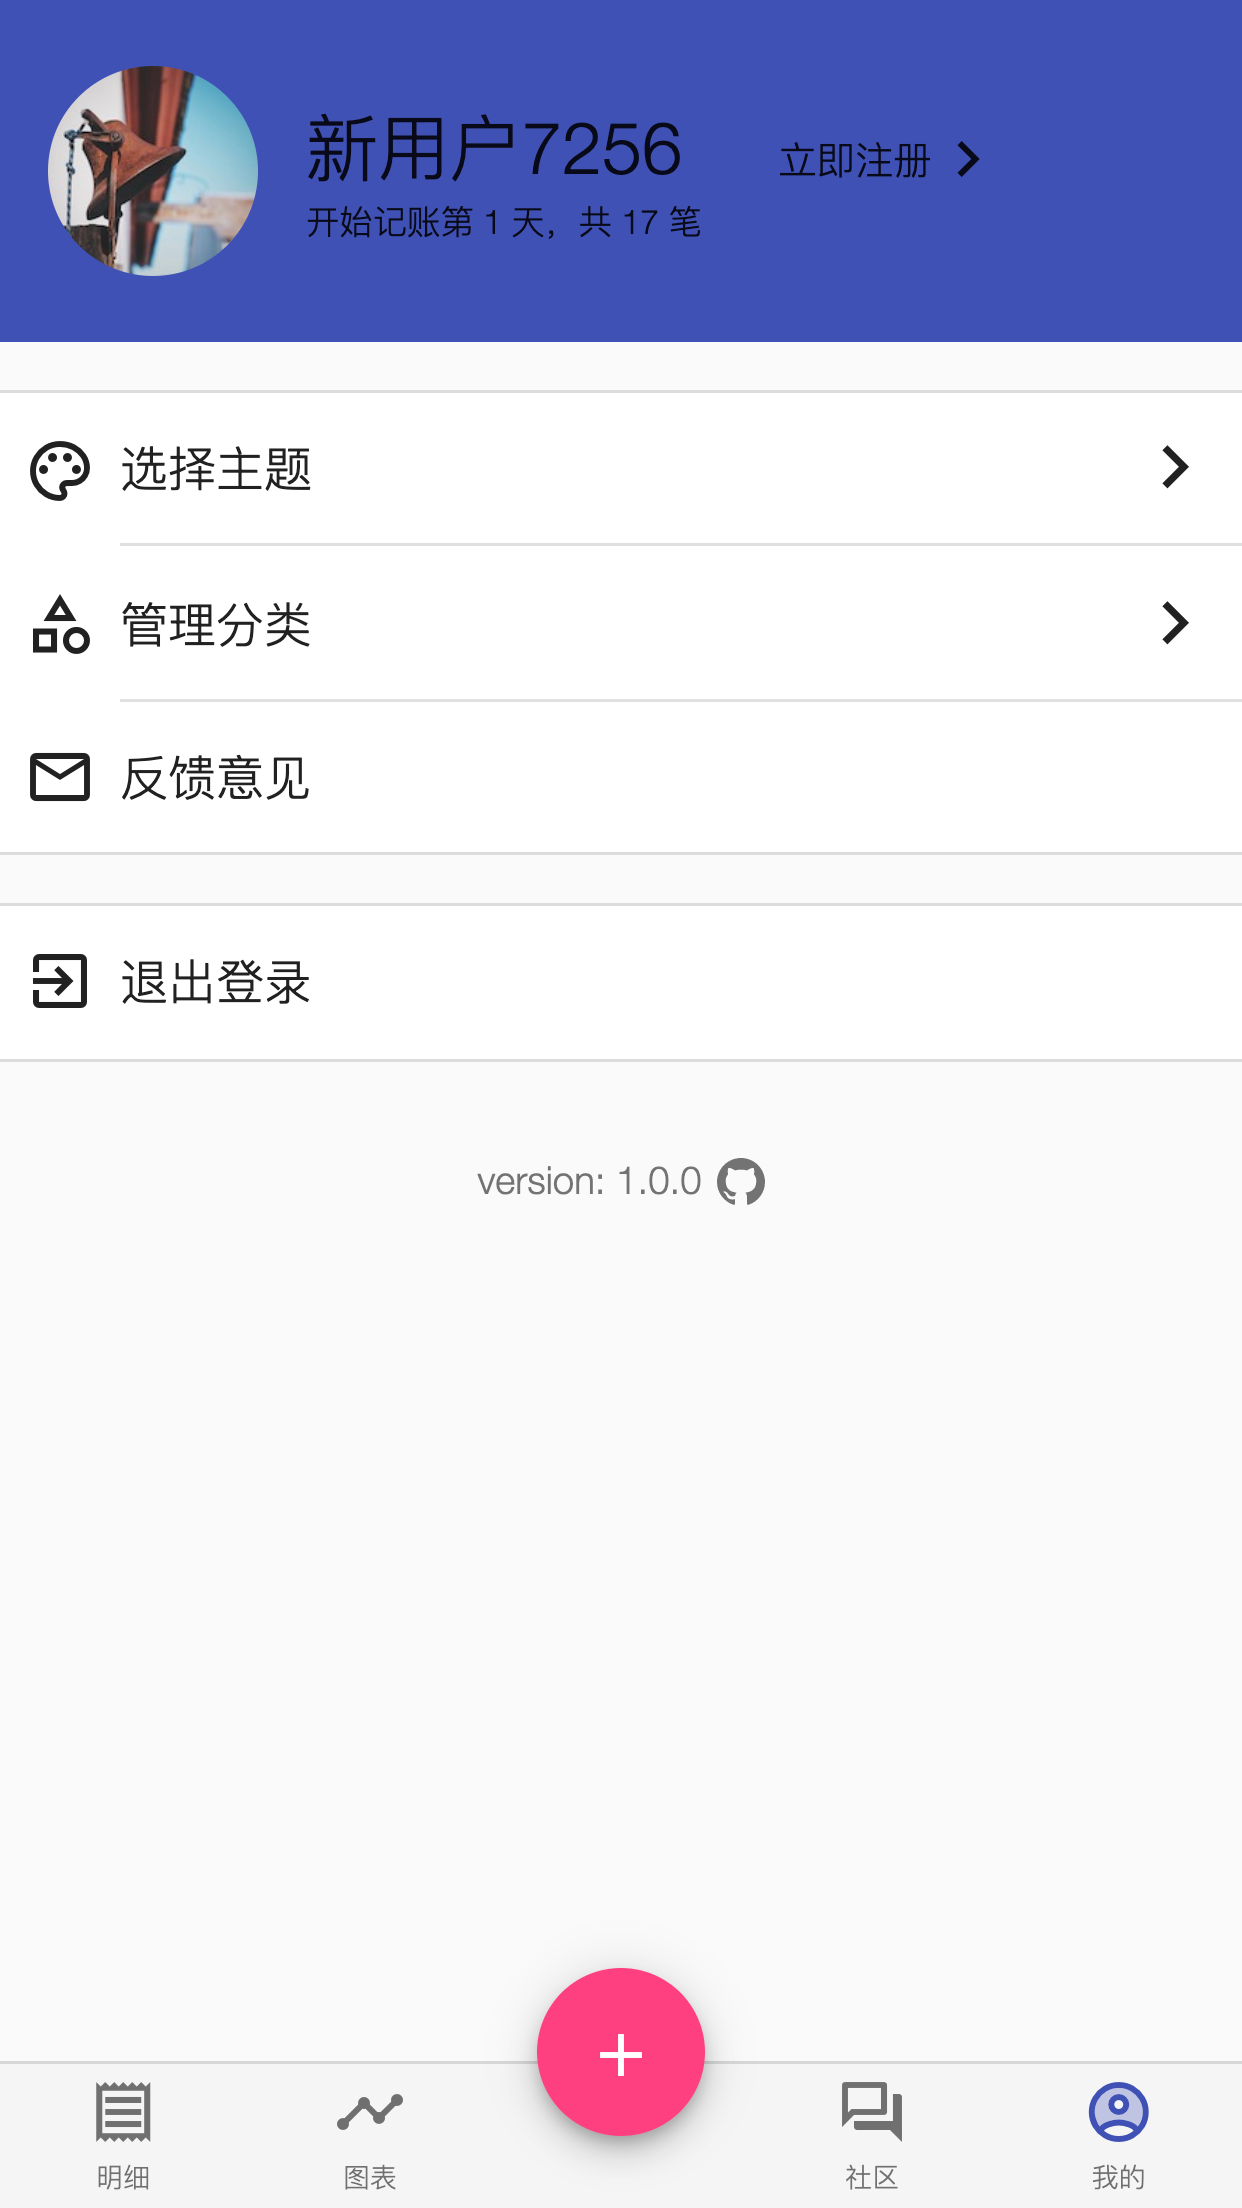 新用户7256
立即注册
开始记账第 1 天，共 17 笔
选择主题
管理分类
反馈意见
退出登录
version: 1.0.0
明细
图表
社区
我的